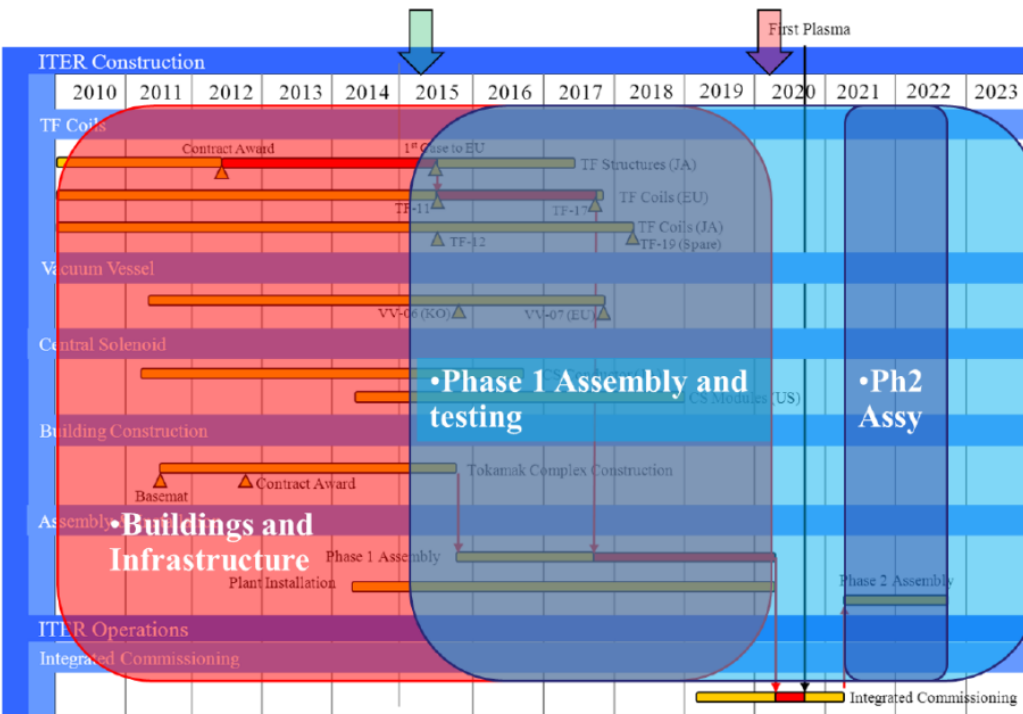 First Plasma
ITER Construction
2010 2011 2012 2013 2014 2015 2016 2017 2018 2019 2020 2021 2022 2023
TF Coils
Contract Award
1st Case to EU
TF Structures (JA)
TF Coils (EU)
TF-11
TF-17
TF Coils (JA)
TF-12
TF-19 (Spare)
Vacuum Vessel
VV-06 (KO)
VV-07 (EU)
Central Solenoid
CS Conductor
•Phase 1 Assembly and
testing
•Ph2
Assy
CS Modules (US)
Building Construction
Tokamak Complex Construction
Basemat
Contract Award
•Buildings and
Infrastructure
Phase 1 Assembly
Plant Installation
Phase 2 Assembly
ITER Operations
Integrated Commissioning
Integrated Commissioning